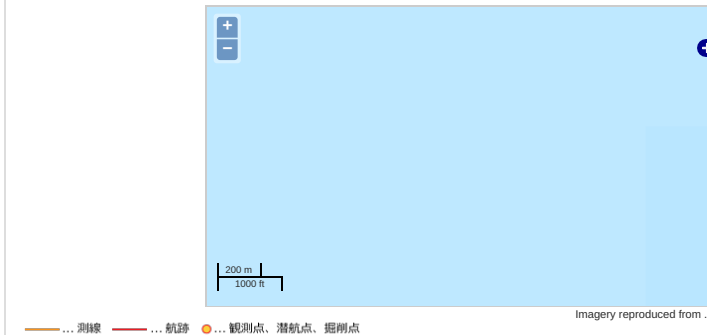 +
−
200 m
1000 ft
Imagery reproduced from .
... 測線 ... 航跡 ... 観測点、潜航点、掘削点